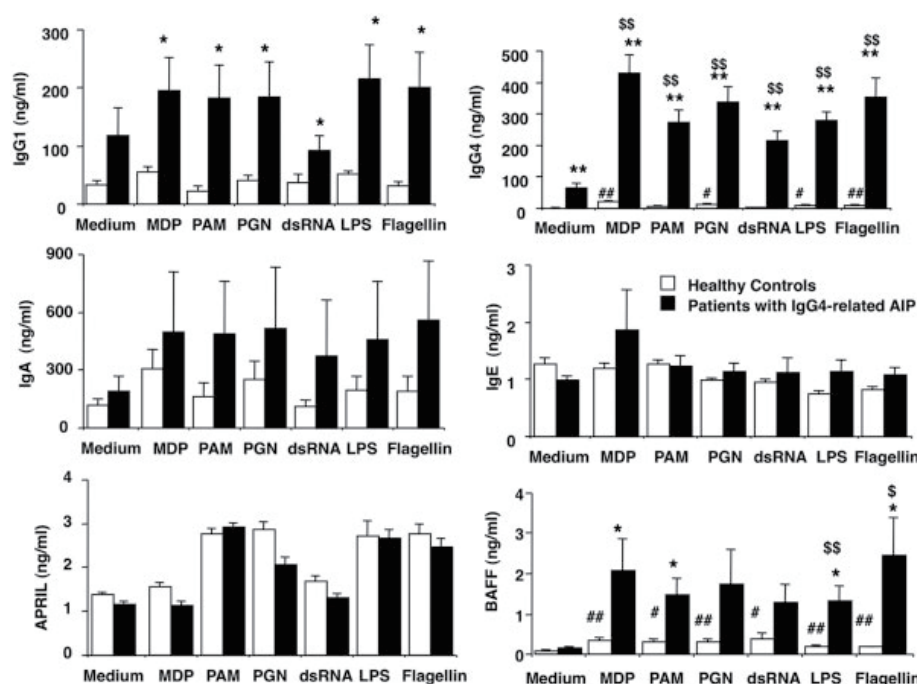 IgG1 (ng/ml)
300
200
100
0
* * * * * *
Medium MDP PAM PGN dsRNA LPS Flagellin
IgG4 (ng/ml)
500
400
300
200
100
0
** ## $$ ** $$ ** # $$ ** $$ ** # $$ ** ## $$ **
Medium MDP PAM PGN dsRNA LPS Flagellin
IgA (ng/ml)
900
600
300
0
Medium MDP PAM PGN dsRNA LPS Flagellin
IgE (ng/ml)
3
2
1
0
Healthy Controls
Patients with IgG4-related AIP
Medium MDP PAM PGN dsRNA LPS Flagellin
APRIL (ng/ml)
4
3
2
1
0
Medium MDP PAM PGN dsRNA LPS Flagellin
BAFF (ng/ml)
4
2
0
## * # * ## # ## $$ * ## $ *
Medium MDP PAM PGN dsRNA LPS Flagellin